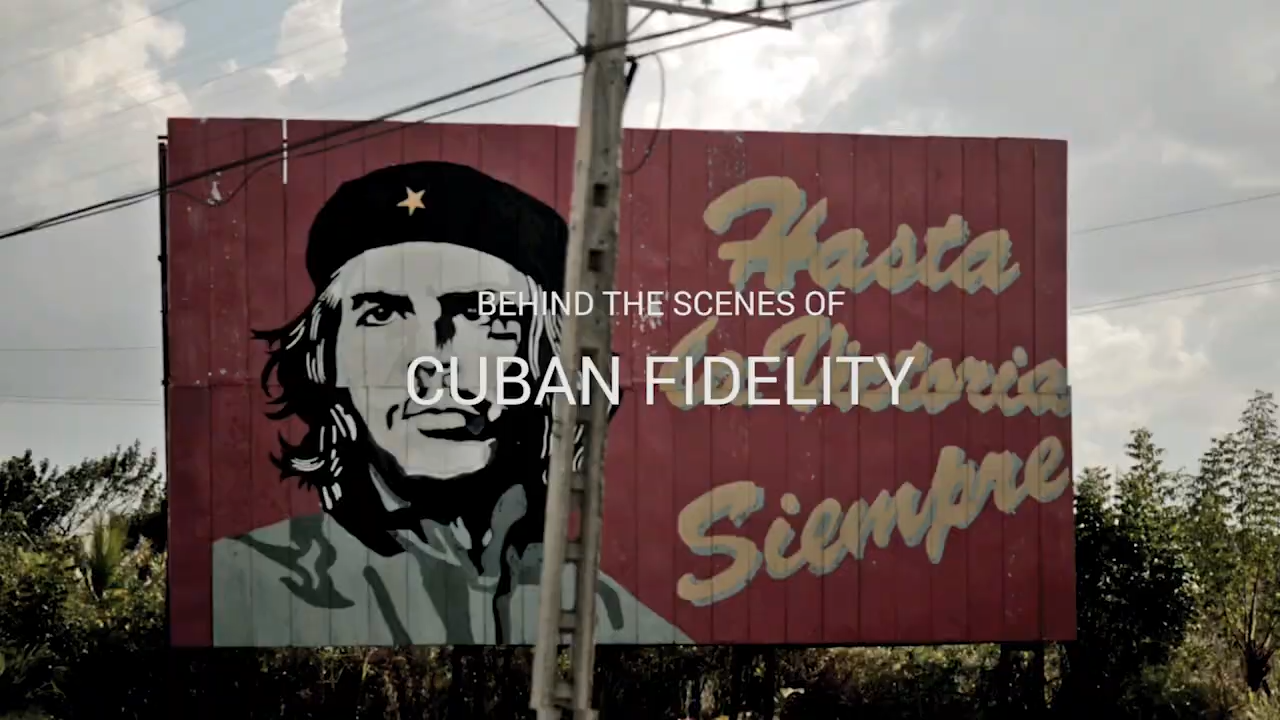 BEHIND THE SCENES OF
CUBAN FIDELITY
Hasta
la Victoria
Siempre